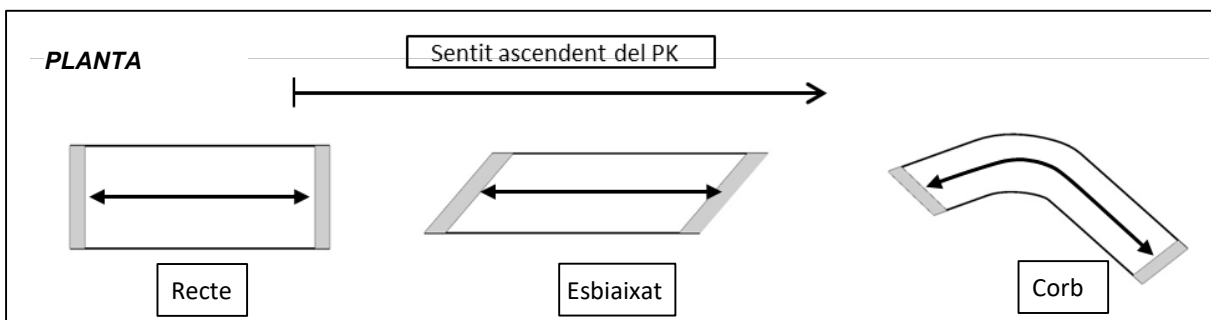 PLANTA
Sentit ascendent del PK
Recte
Esbiaixat
Corb